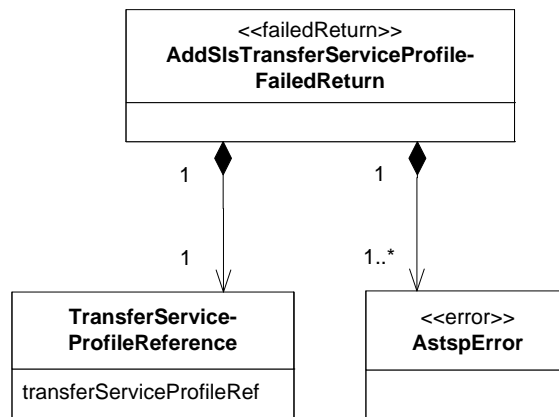 <<failedReturn>>
AddSlsTransferServiceProfile-
FailedReturn
1
1
1
1..*
TransferService-
ProfileReference
transferServiceProfileRef
<<error>>
AstspError